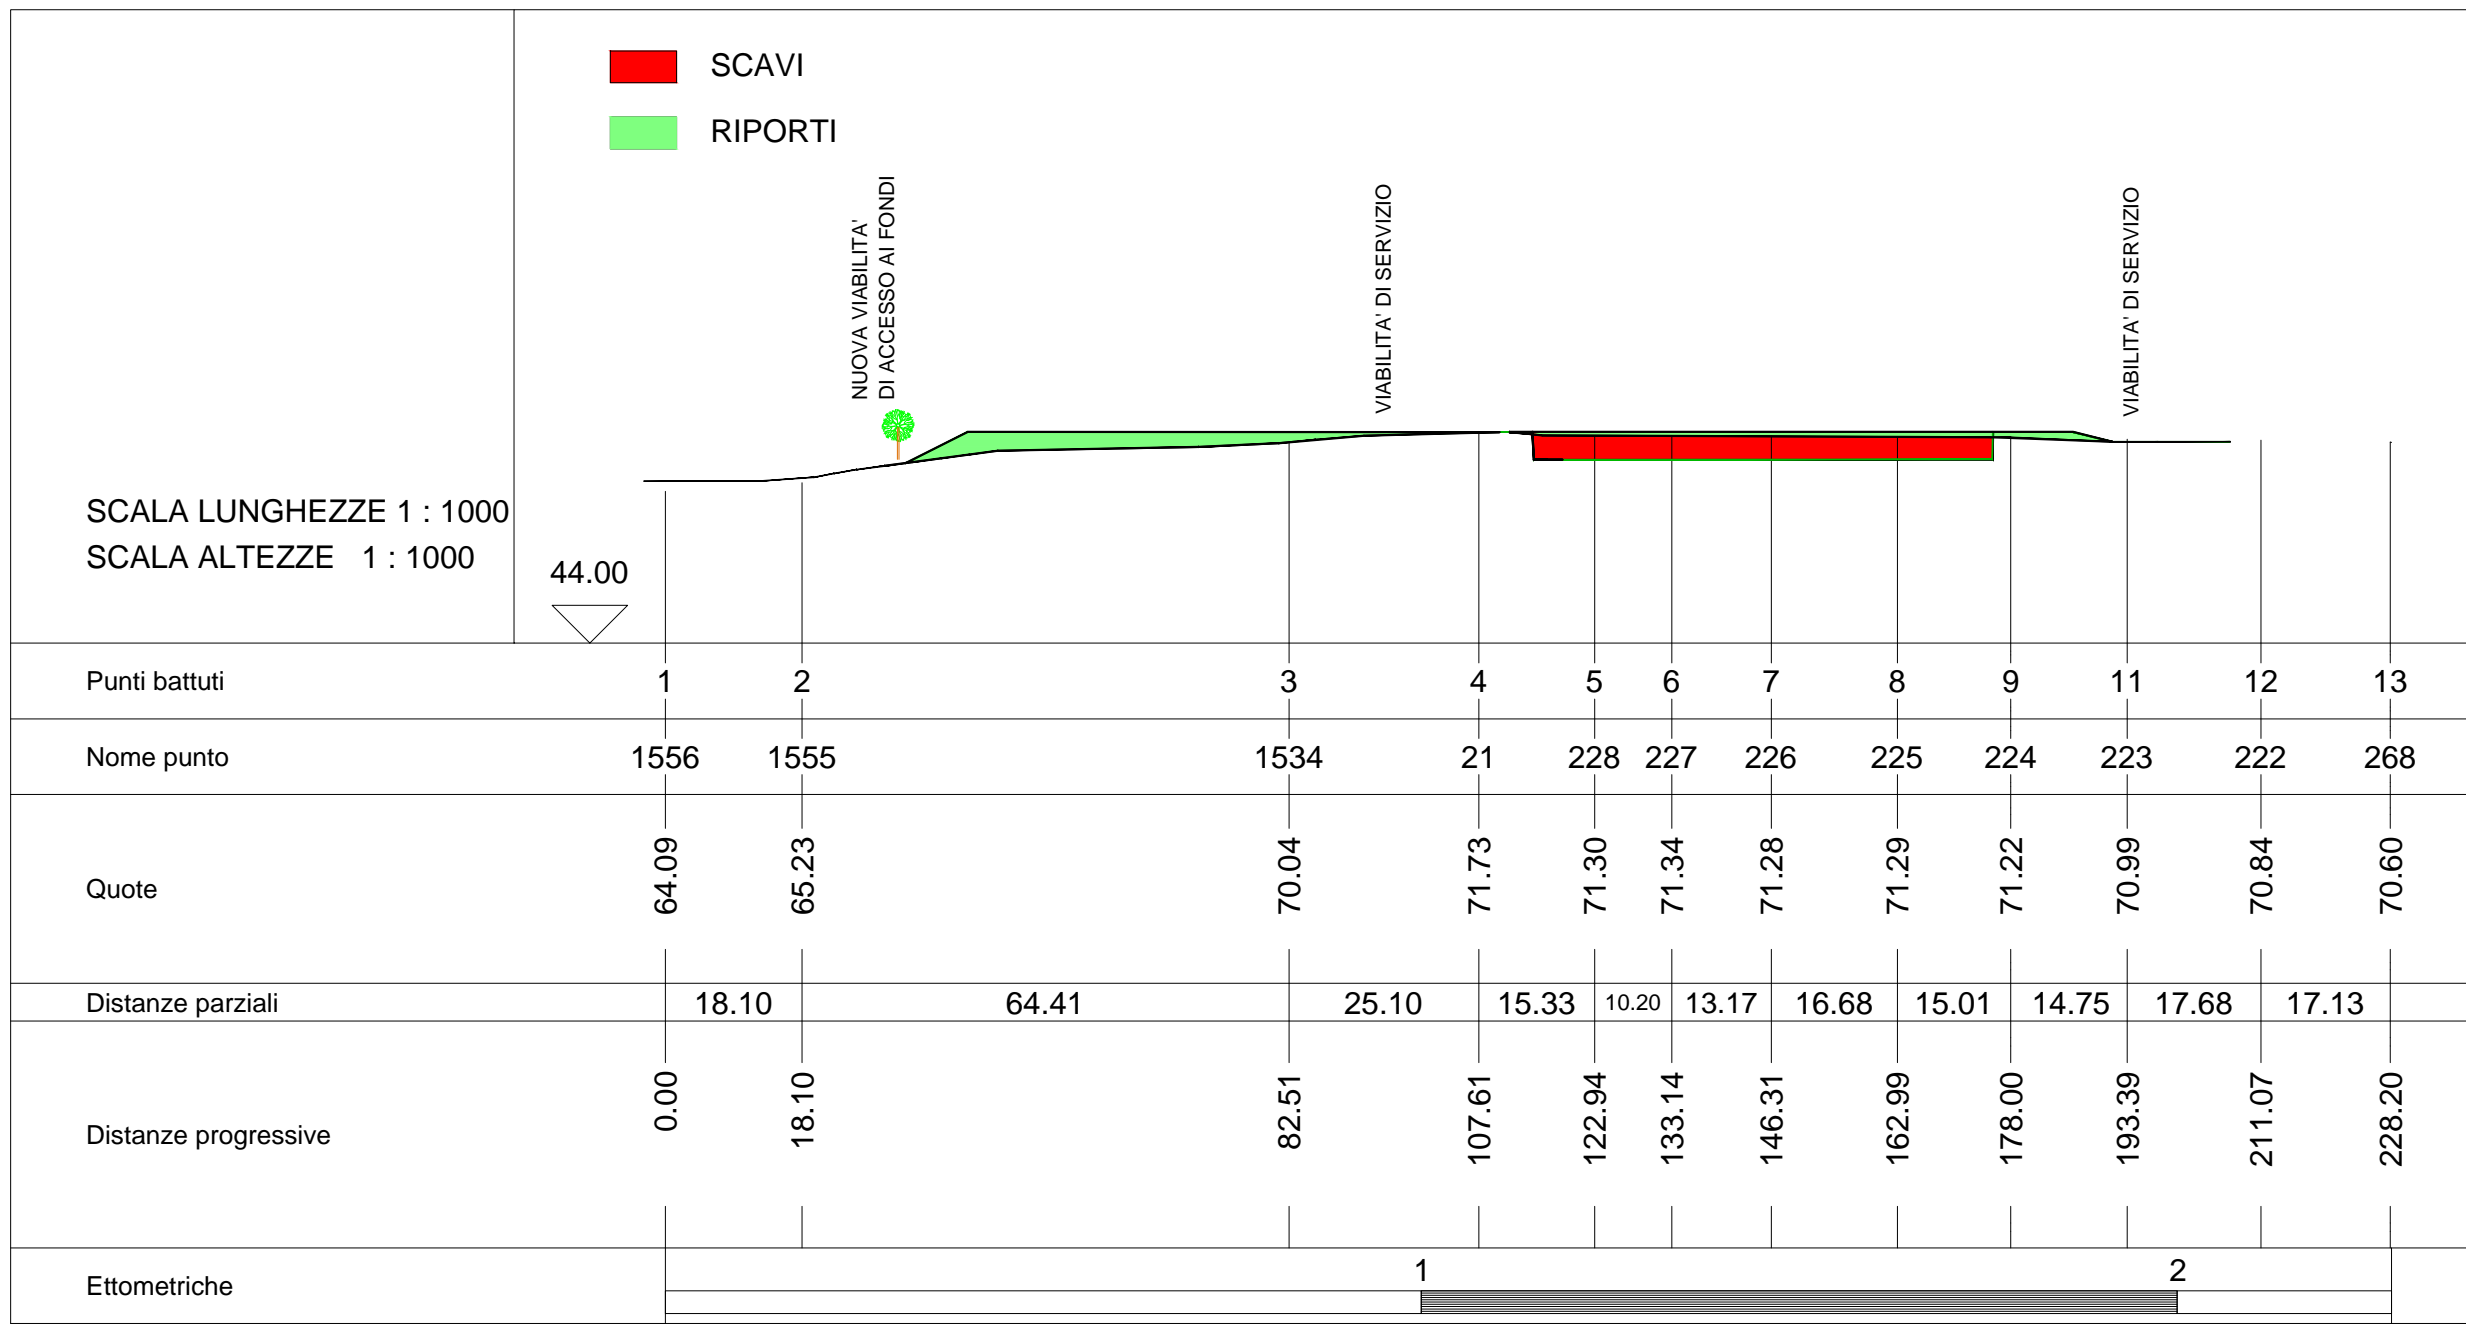 SCAVI
RIPORTI
NUOVA VIABILITA'
DI ACCESSO AI FONDI
VIABILITA' DI SERVIZIO
VIABILITA' DI SERVIZIO
SCALA LUNGHEZZE 1 : 1000
SCALA ALTEZZE 1 : 1000
44.00
Punti battuti 1 2 3 4 5 6 7 8 9 11 12 13
Nome punto 1556 1555 1534 21 228 227 226 225 224 223 222 268
Quote 64.09 65.23 70.04 71.73 71.30 71.34 71.28 71.29 71.22 70.99 70.84 70.60
Distanze parziali 18.10 64.41 25.10 15.33 10.20 13.17 16.68 15.01 14.75 17.68 17.13
Distanze progressive 0.00 18.10 82.51 107.61 122.94 133.14 146.31 162.99 178.00 193.39 211.07 228.20
Ettometriche 1 2